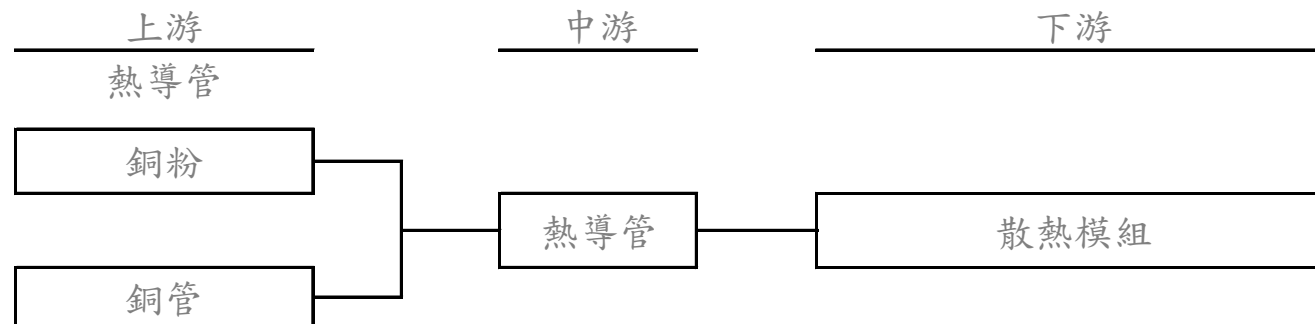 上游 中游 下游
熱導管
銅粉
熱導管 散熱模組
銅管